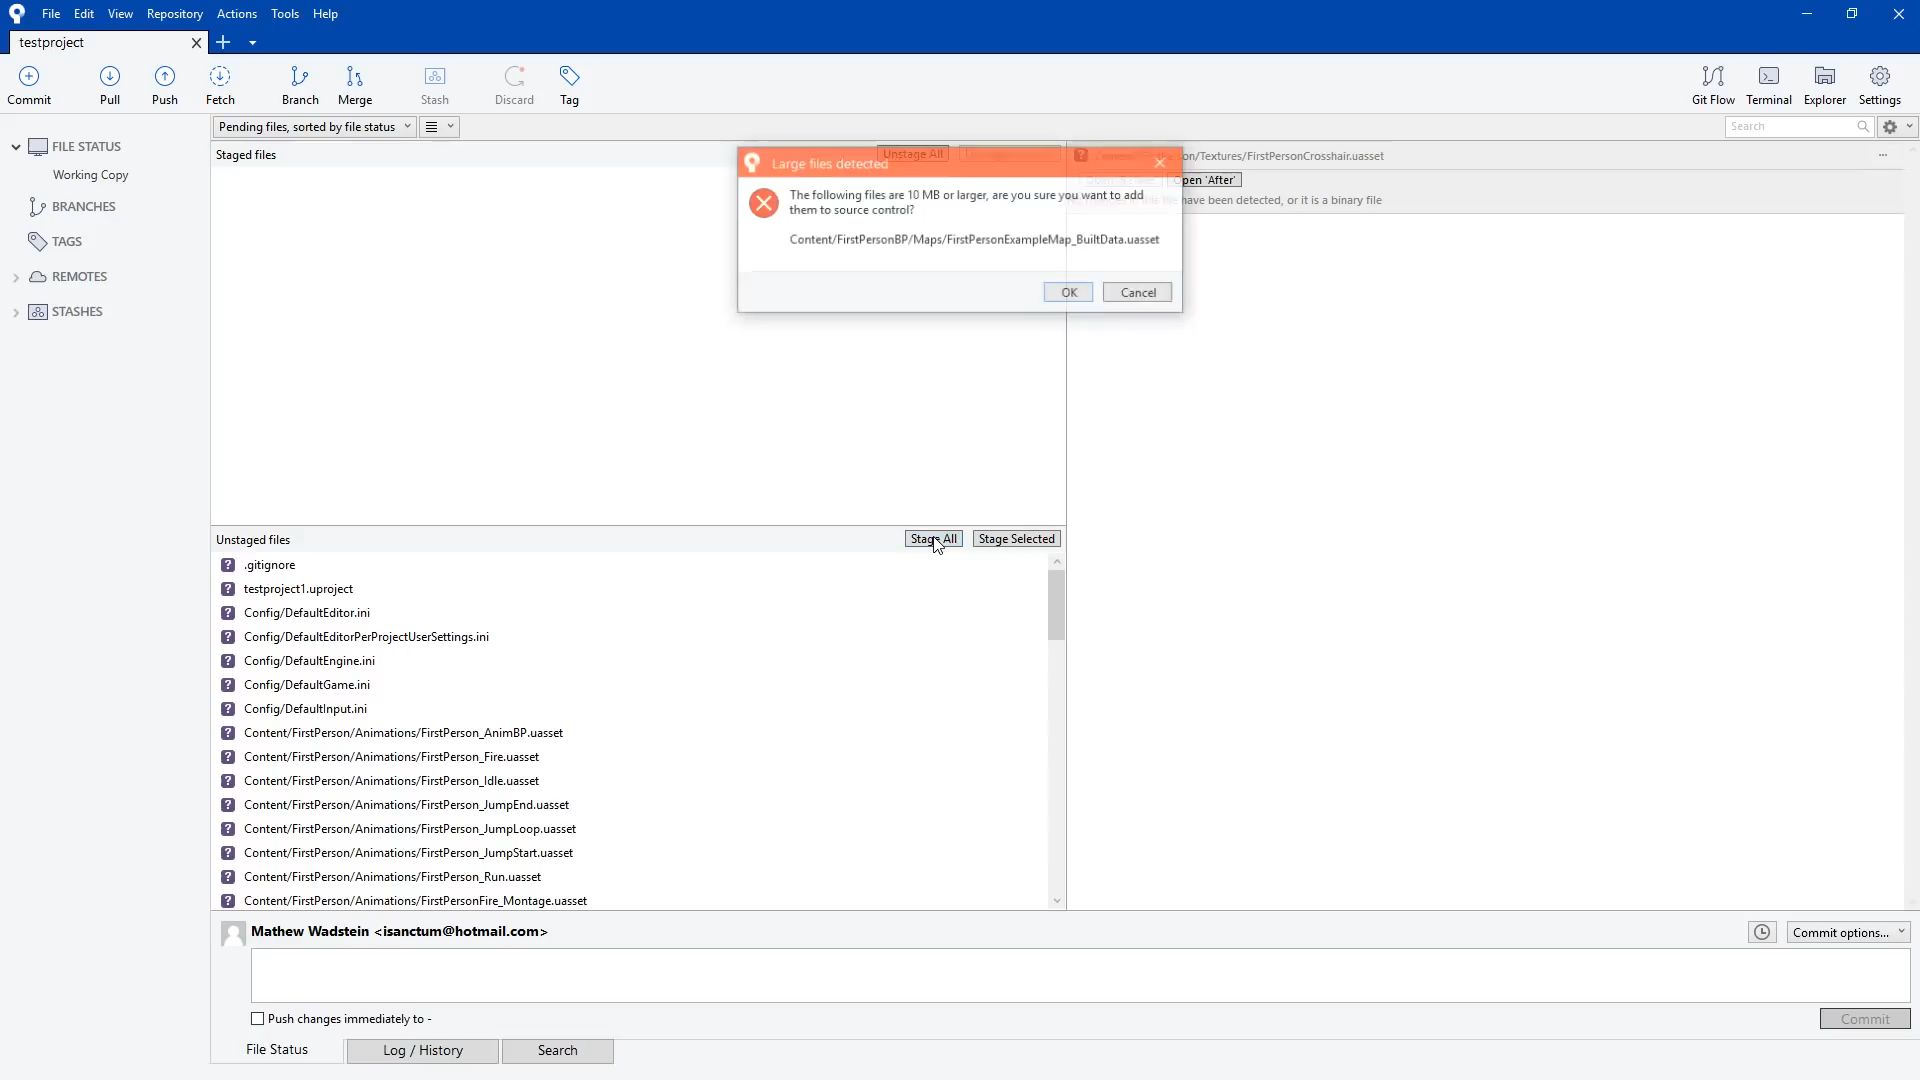 File Edit View Repository Actions Tools Help
testproject
Commit Pull Push Fetch Branch Merge Stash Discard Tag Git Flow Terminal Explorer Settings
Pending files, sorted by file status
Search
FILE STATUS
Working Copy
BRANCHES
TAGS
REMOTES
STASHES
Staged files
Unstage All
on/Textures/FirstPersonCrosshair.uasset
pen 'After'
have been detected, or it is a binary file
Large files detected
The following files are 10 MB or larger, are you sure you want to add
them to source control?
Content/FirstPersonBP/Maps/FirstPersonExampleMap_BuiltData.uasset
OK Cancel
Unstaged files
Stage All Stage Selected
.gitignore
testproject1.uproject
Config/DefaultEditor.ini
Config/DefaultEditorPerProjectUserSettings.ini
Config/DefaultEngine.ini
Config/DefaultGame.ini
Config/DefaultInput.ini
Content/FirstPerson/Animations/FirstPerson_AnimBP.uasset
Content/FirstPerson/Animations/FirstPerson_Fire.uasset
Content/FirstPerson/Animations/FirstPerson_Idle.uasset
Content/FirstPerson/Animations/FirstPerson_JumpEnd.uasset
Content/FirstPerson/Animations/FirstPerson_JumpLoop.uasset
Content/FirstPerson/Animations/FirstPerson_JumpStart.uasset
Content/FirstPerson/Animations/FirstPerson_Run.uasset
Content/FirstPerson/Animations/FirstPersonFire_Montage.uasset
Mathew Wadstein <isanctum@hotmail.com>
Commit options...
Push changes immediately to -
Commit
File Status Log / History Search